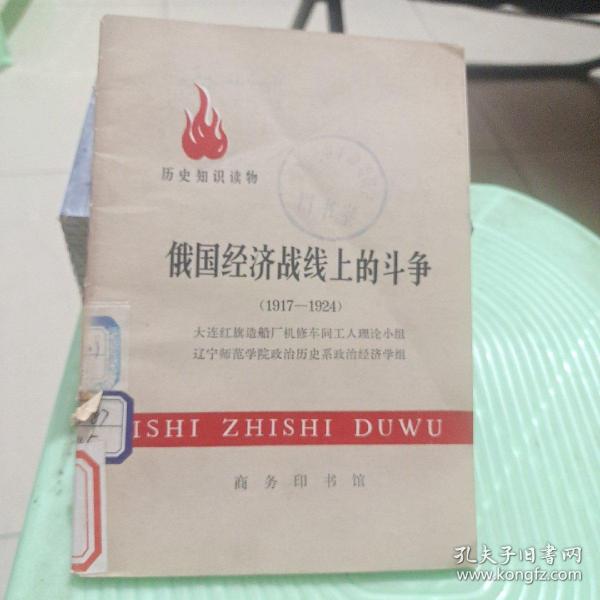 历史知识读物
俄国经济战线上的斗争
(1917—1924)
大连红旗造船厂机修车间工人理论小组
辽宁师范学院政治历史系政治经济学组
ISHI ZHISHI DUWU
商务印书馆
孔夫子旧书网
www.kongfz.com